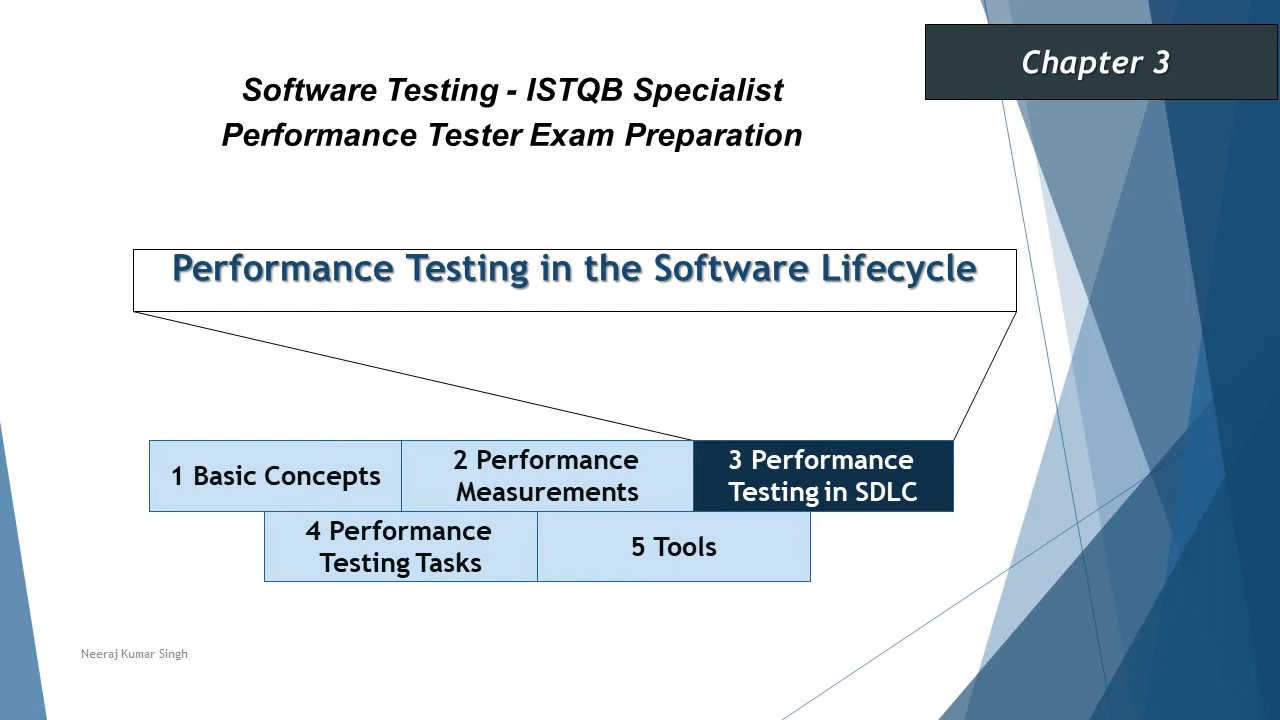 Chapter 3
Software Testing - ISTQB Specialist
Performance Tester Exam Preparation
Performance Testing in the Software Lifecycle
1 Basic Concepts
2 Performance
Measurements
3 Performance
Testing in SDLC
4 Performance
Testing Tasks
5 Tools
Neeraj Kumar Singh